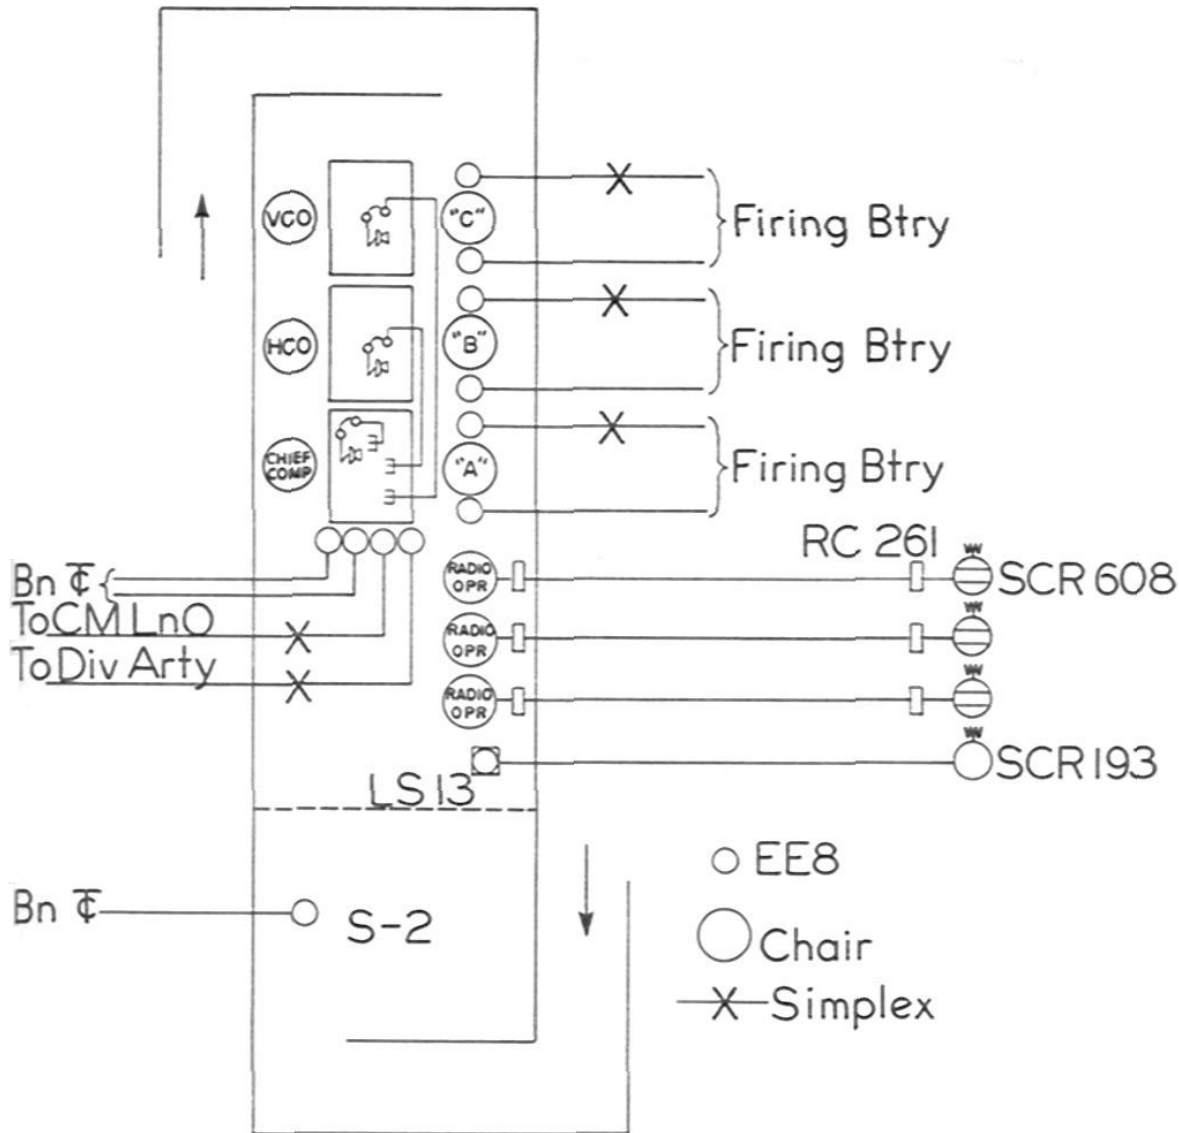 VCO
"C"
Firing Btry
HCO
"B"
Firing Btry
CHIEF
COMP
"A"
Firing Btry
RC 261
Bn ₵
RADIO
OPR
SCR 608
To CM LnO
RADIO
OPR
To Div Arty
RADIO
OPR
SCR 193
LS 13
EE8
Bn ₵
S-2
Chair
Simplex